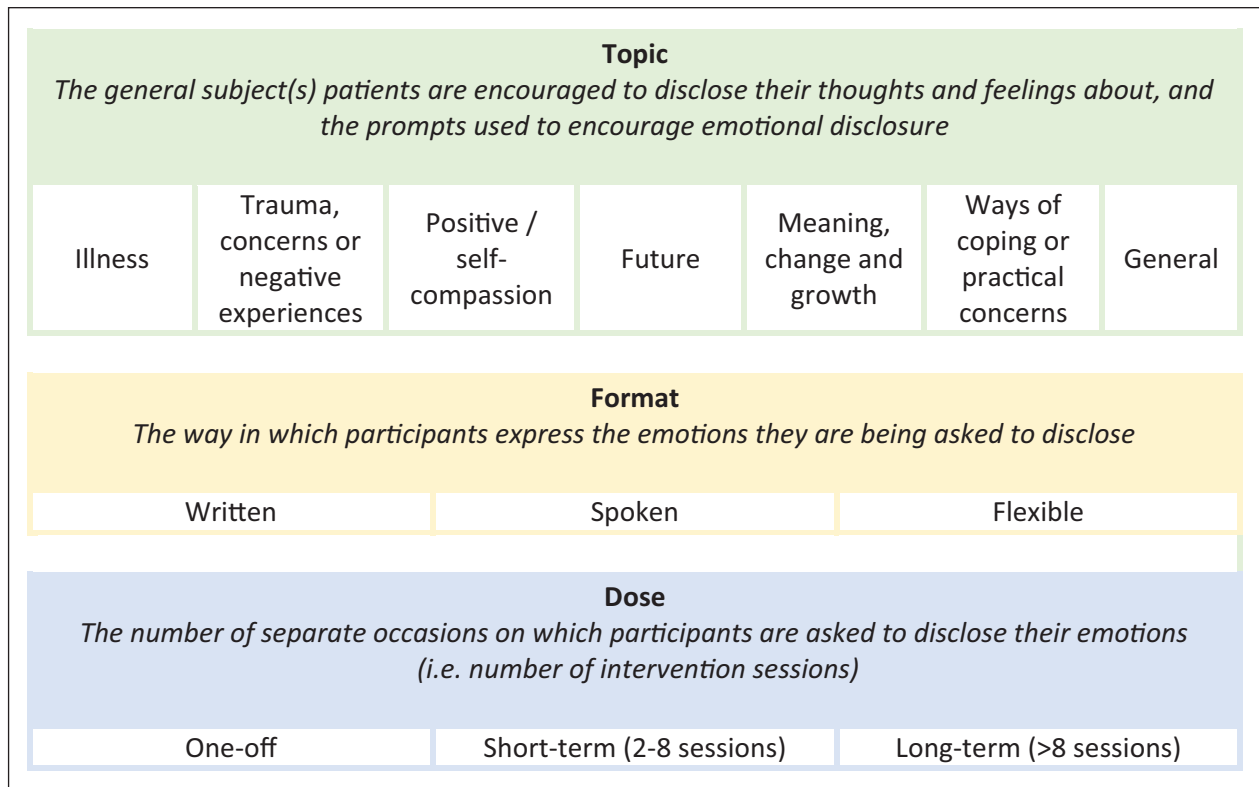 Topic
The general subject(s) patients are encouraged to disclose their thoughts and feelings about, and
the prompts used to encourage emotional disclosure
Illness
Trauma,
concerns or
negative
experiences
Positive /
self-
compassion
Future
Meaning,
change and
growth
Ways of
coping or
practical
concerns
General
Format
The way in which participants express the emotions they are being asked to disclose
Written
Spoken
Flexible
Dose
The number of separate occasions on which participants are asked to disclose their emotions
(i.e. number of intervention sessions)
One-off
Short-term (2-8 sessions)
Long-term (>8 sessions)